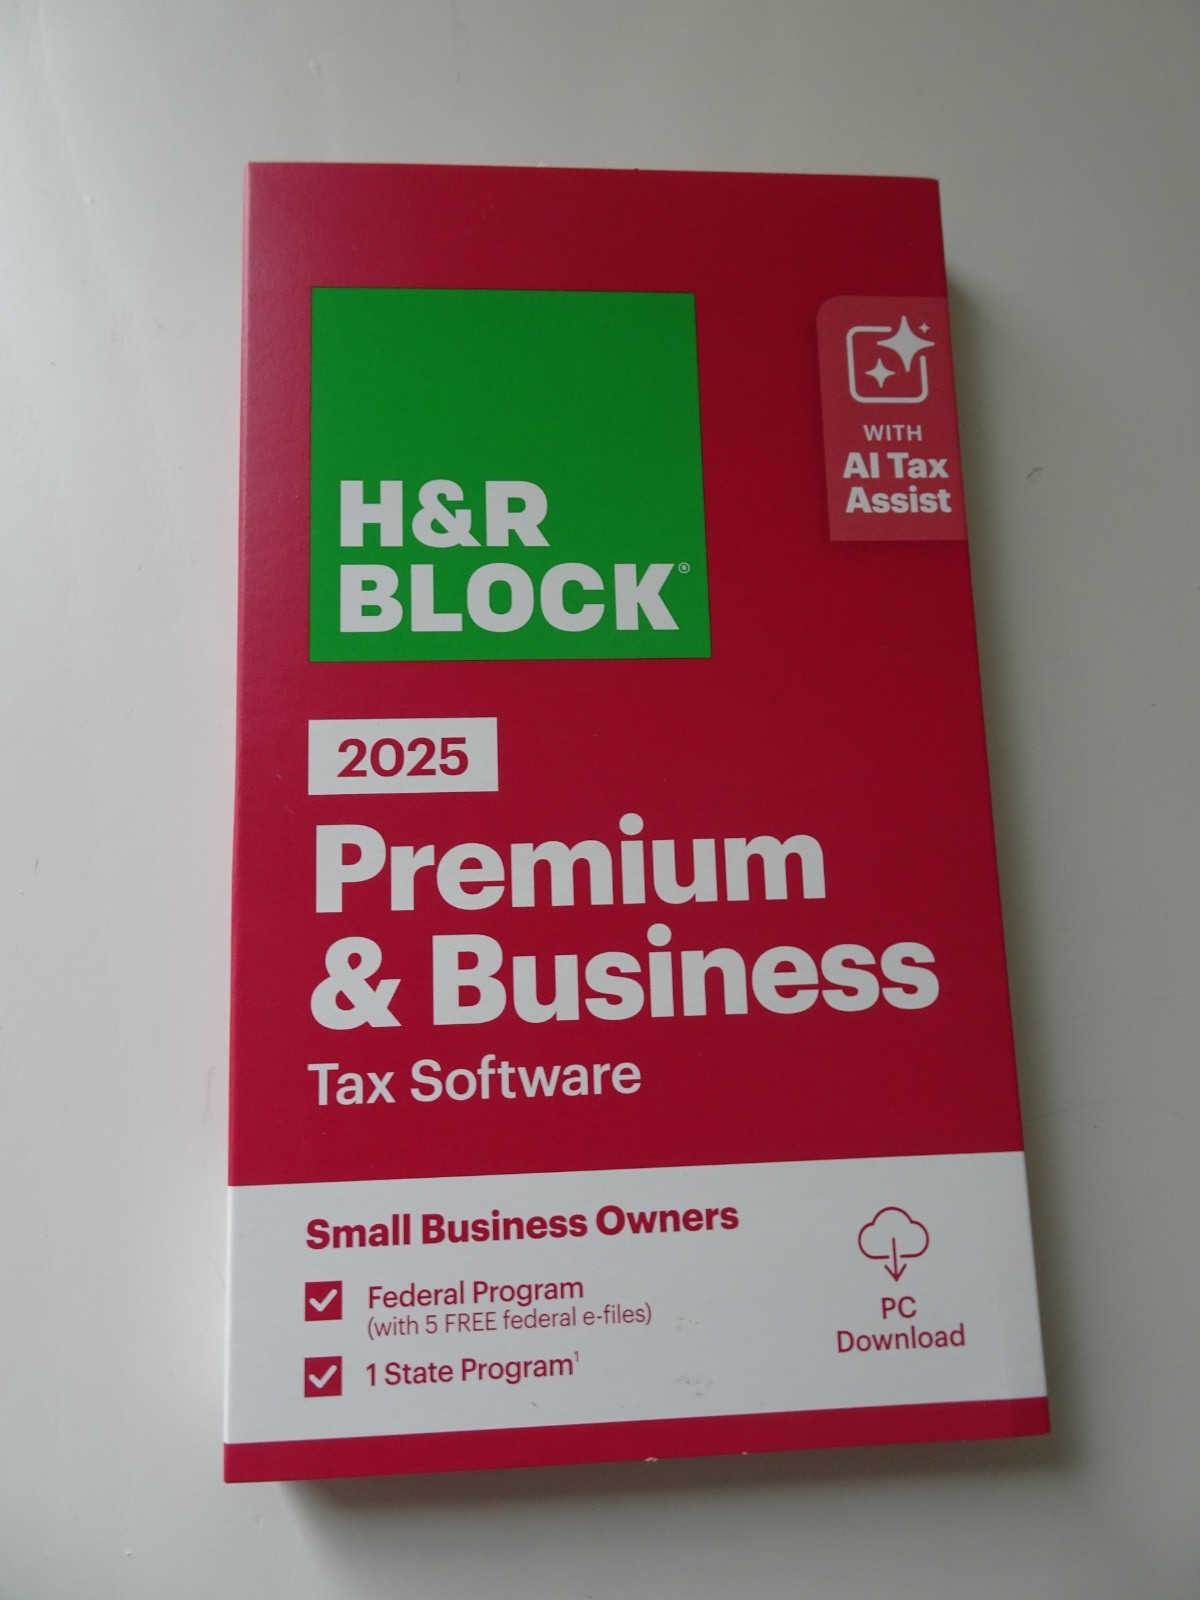 H&R
BLOCK®
WITH
AI Tax
Assist
2025
Premium
& Business
Tax Software
Small Business Owners
Federal Program
(with 5 FREE federal e-files)
1 State Program¹
PC
Download